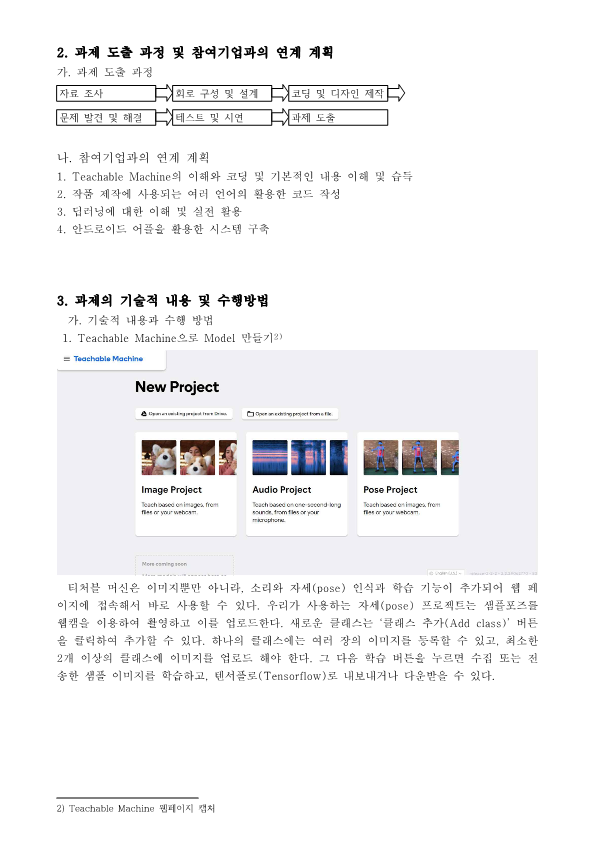 2. 과제 도출 과정 및 참여기업과의 연계 계획
가. 과제 도출 과정
자료 조사
회로 구성 및 설계
코딩 및 디자인 제작
문제 발견 및 해결
테스트 및 시연
과제 도출
나. 참여기업과의 연계 계획
1. Teachable Machine의 이해와 코딩 및 기본적인 내용 이해 및 습득
2. 작품 제작에 사용되는 여러 언어의 활용한 코드 작성
3. 딥러닝에 대한 이해 및 실전 활용
4. 안드로이드 어플을 활용한 시스템 구축
3. 과제의 기술적 내용 및 수행방법
가. 기술적 내용과 수행 방법
1. Teachable Machine으로 Model 만들기2)
Teachable Machine
New Project
Open an existing project from Drive.
Open an existing project from a file.
Image Project
Teach based on images, from
files or your webcam.
Audio Project
Teach based on one-second-long
sounds, from files or your
microphone.
Pose Project
Teach based on images, from
files or your webcam.
More coming soon
티처블 머신은 이미지뿐만 아니라, 소리와 자세(pose) 인식과 학습 기능이 추가되어 웹 페
이지에 접속해서 바로 사용할 수 있다. 우리가 사용하는 자세(pose) 프로젝트는 샘플포즈를
웹캠을 이용하여 촬영하고 이를 업로드한다. 새로운 클래스는 ‘클래스 추가(Add class)’ 버튼
을 클릭하여 추가할 수 있다. 하나의 클래스에는 여러 장의 이미지를 등록할 수 있고, 최소한
2개 이상의 클래스에 이미지를 업로드 해야 한다. 그 다음 학습 버튼을 누르면 수집 또는 전
송한 샘플 이미지를 학습하고, 텐서플로(Tensorflow)로 내보내거나 다운받을 수 있다.
2) Teachable Machine 웹페이지 캡처